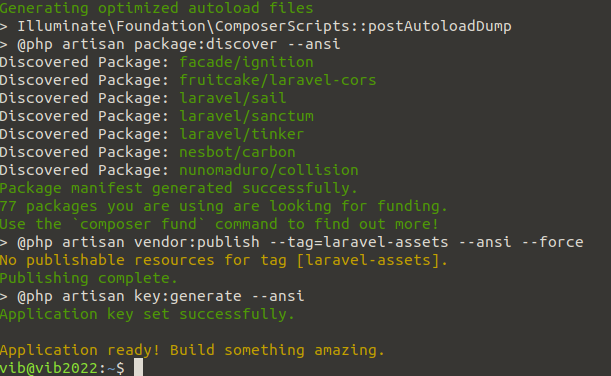 Generating optimized autoload files
> Illuminate\Foundation\ComposerScripts::postAutoloadDump
> @php artisan package:discover --ansi
Discovered Package: facade/ignition
Discovered Package: fruitcake/laravel-cors
Discovered Package: laravel/sail
Discovered Package: laravel/sanctum
Discovered Package: laravel/tinker
Discovered Package: nesbot/carbon
Discovered Package: nunomaduro/collision
Package manifest generated successfully.
77 packages you are using are looking for funding.
Use the `composer fund` command to find out more!
> @php artisan vendor:publish --tag=laravel-assets --ansi --force
No publishable resources for tag [laravel-assets].
Publishing complete.
> @php artisan key:generate --ansi
Application key set successfully.
Application ready! Build something amazing.
vib@vib2022:~$